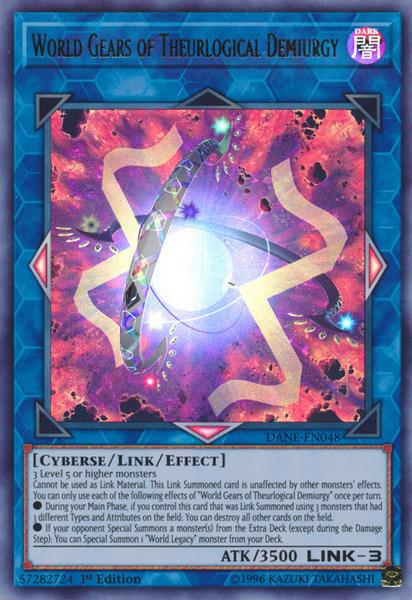 World Gears of Theurlogical Demiurgy
DARK
闇
DANE-EN048
[Cyberse/Link/Effect]
3 Level 5 or higher monsters
Cannot be used as Link Material. This Link Summoned card is unaffected by other monsters' effects.
You can only use each of the following effects of "World Gears of Theurlogical Demiurgy" once per turn.
● During your Main Phase, if you control this card that was Link Summoned using 3 monsters that had
3 different Types and Attributes on the field: You can destroy all other cards on the field.
● If your opponent Special Summons a monster(s) from the Extra Deck (except during the Damage
Step): You can Special Summon 1 "World Legacy" monster from your Deck.
ATK/3500 LINK-3
57282724 1st Edition ©1996 KAZUKI TAKAHASHI